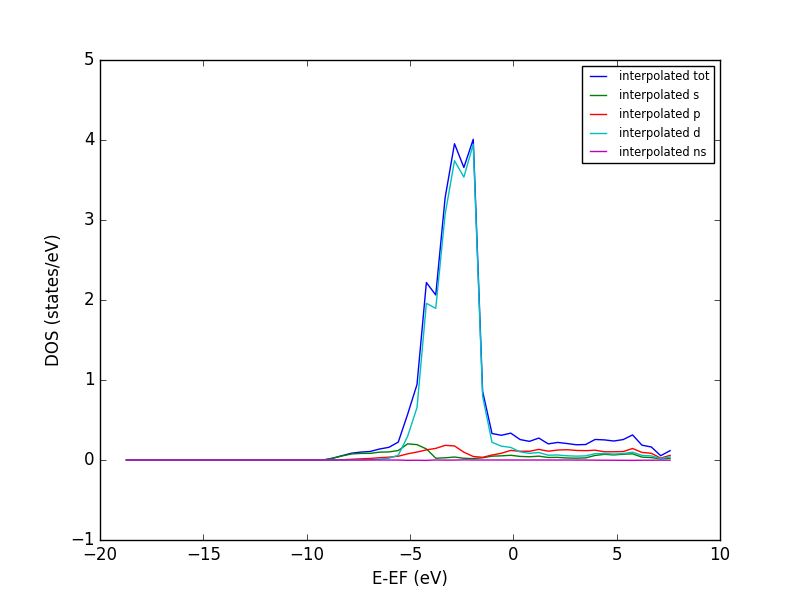 5
4
3
2
1
0
−1
DOS (states/eV)
interpolated tot
interpolated s
interpolated p
interpolated d
interpolated ns
−20
−15
−10
−5
0
5
10
E-EF (eV)